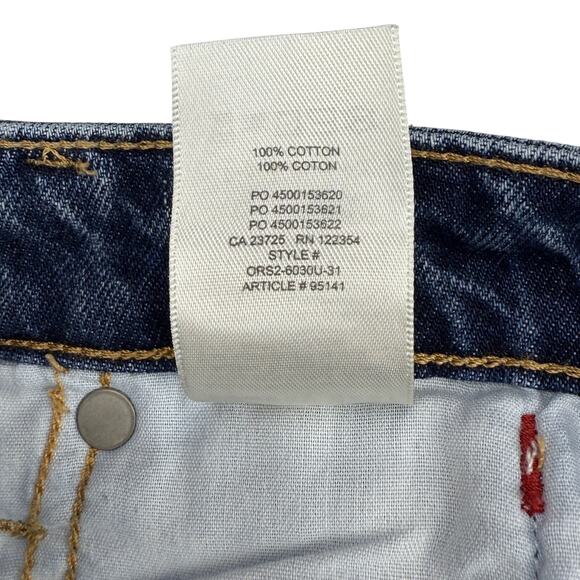 100% COTTON
100% COTON
PO 4500153620
PO 4500153621
PO 4500153622
CA 23725 RN 122354
STYLE #
ORS2-6030U-31
ARTICLE # 95141